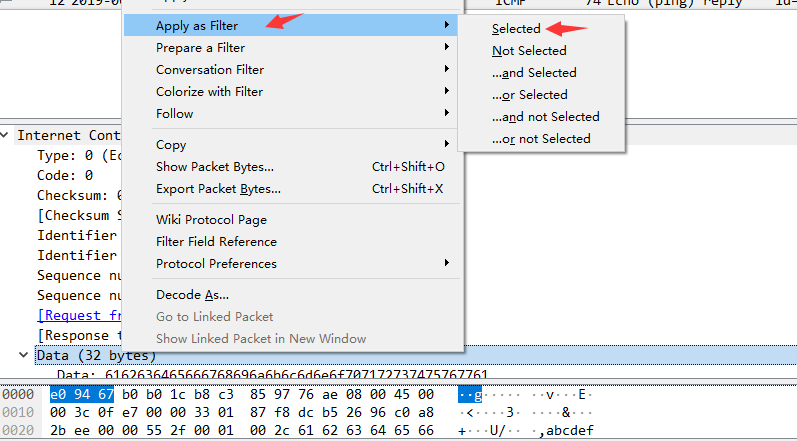 ICMP 74 Echo (ping) reply id=
Apply as Filter
Prepare a Filter
Conversation Filter
Colorize with Filter
Follow
Copy
Show Packet Bytes... Ctrl+Shift+O
Export Packet Bytes... Ctrl+Shift+X
Wiki Protocol Page
Filter Field Reference
Protocol Preferences
Decode As...
Go to Linked Packet
Show Linked Packet in New Window
Selected
Not Selected
...and Selected
...or Selected
...and not Selected
...or not Selected
Internet Cont
Type: 0 (Ec
Code: 0
Checksum: 0
[Checksum S
Identifier
Identifier
Sequence nu
Sequence nu
[Request fr
[Response t
Data (32 bytes)
Data: 6162636465666768696a6b6c6d6e6f707172737475767761
0000 e0 94 67 b0 b0 1c b8 c3 85 97 76 ae 08 00 45 00 ··g····· ··v···E·
0010 00 3c 0f e7 00 00 33 01 87 f8 dc b5 26 96 c0 a8 ·<····3· ····&···
0020 2b ee 00 00 55 2f 00 01 00 2c 61 62 63 64 65 66 +···U/·· ·,abcdef